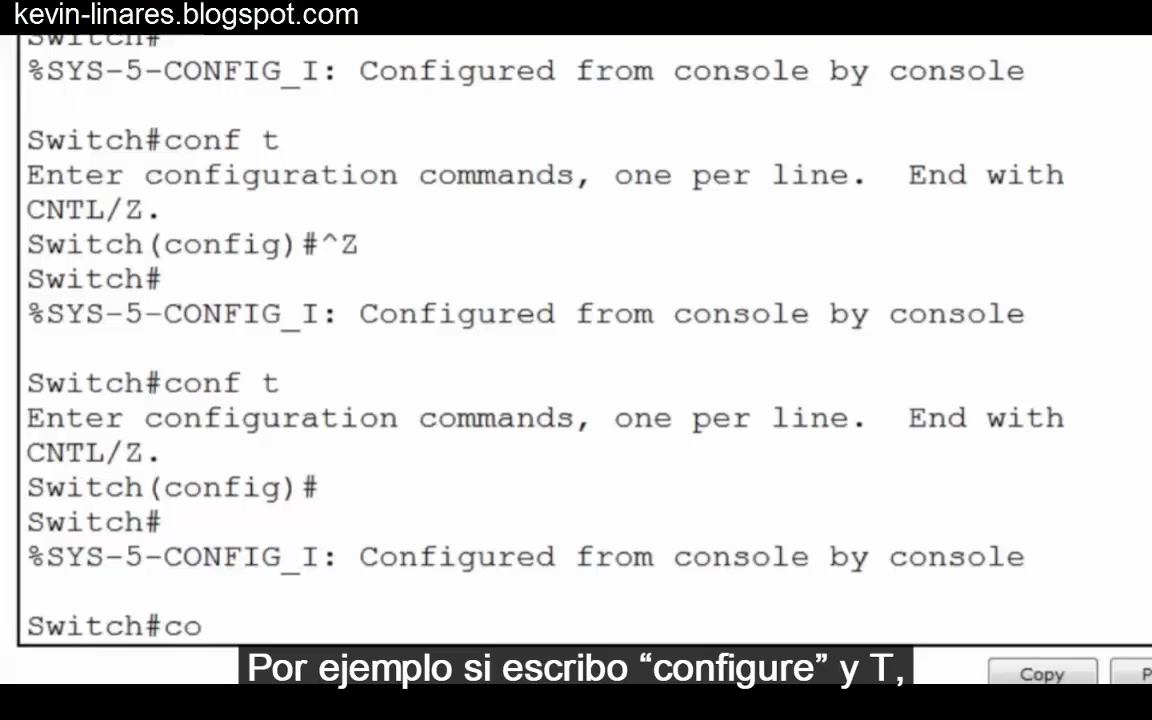 kevin-linares.blogspot.com
Switch#
%SYS-5-CONFIG_I: Configured from console by console
Switch#conf t
Enter configuration commands, one per line.  End with
CNTL/Z.
Switch(config)#^Z
Switch#
%SYS-5-CONFIG_I: Configured from console by console
Switch#conf t
Enter configuration commands, one per line.  End with
CNTL/Z.
Switch(config)#
Switch#
%SYS-5-CONFIG_I: Configured from console by console
Switch#co
Por ejemplo si escribo “configure” y T,
Copy